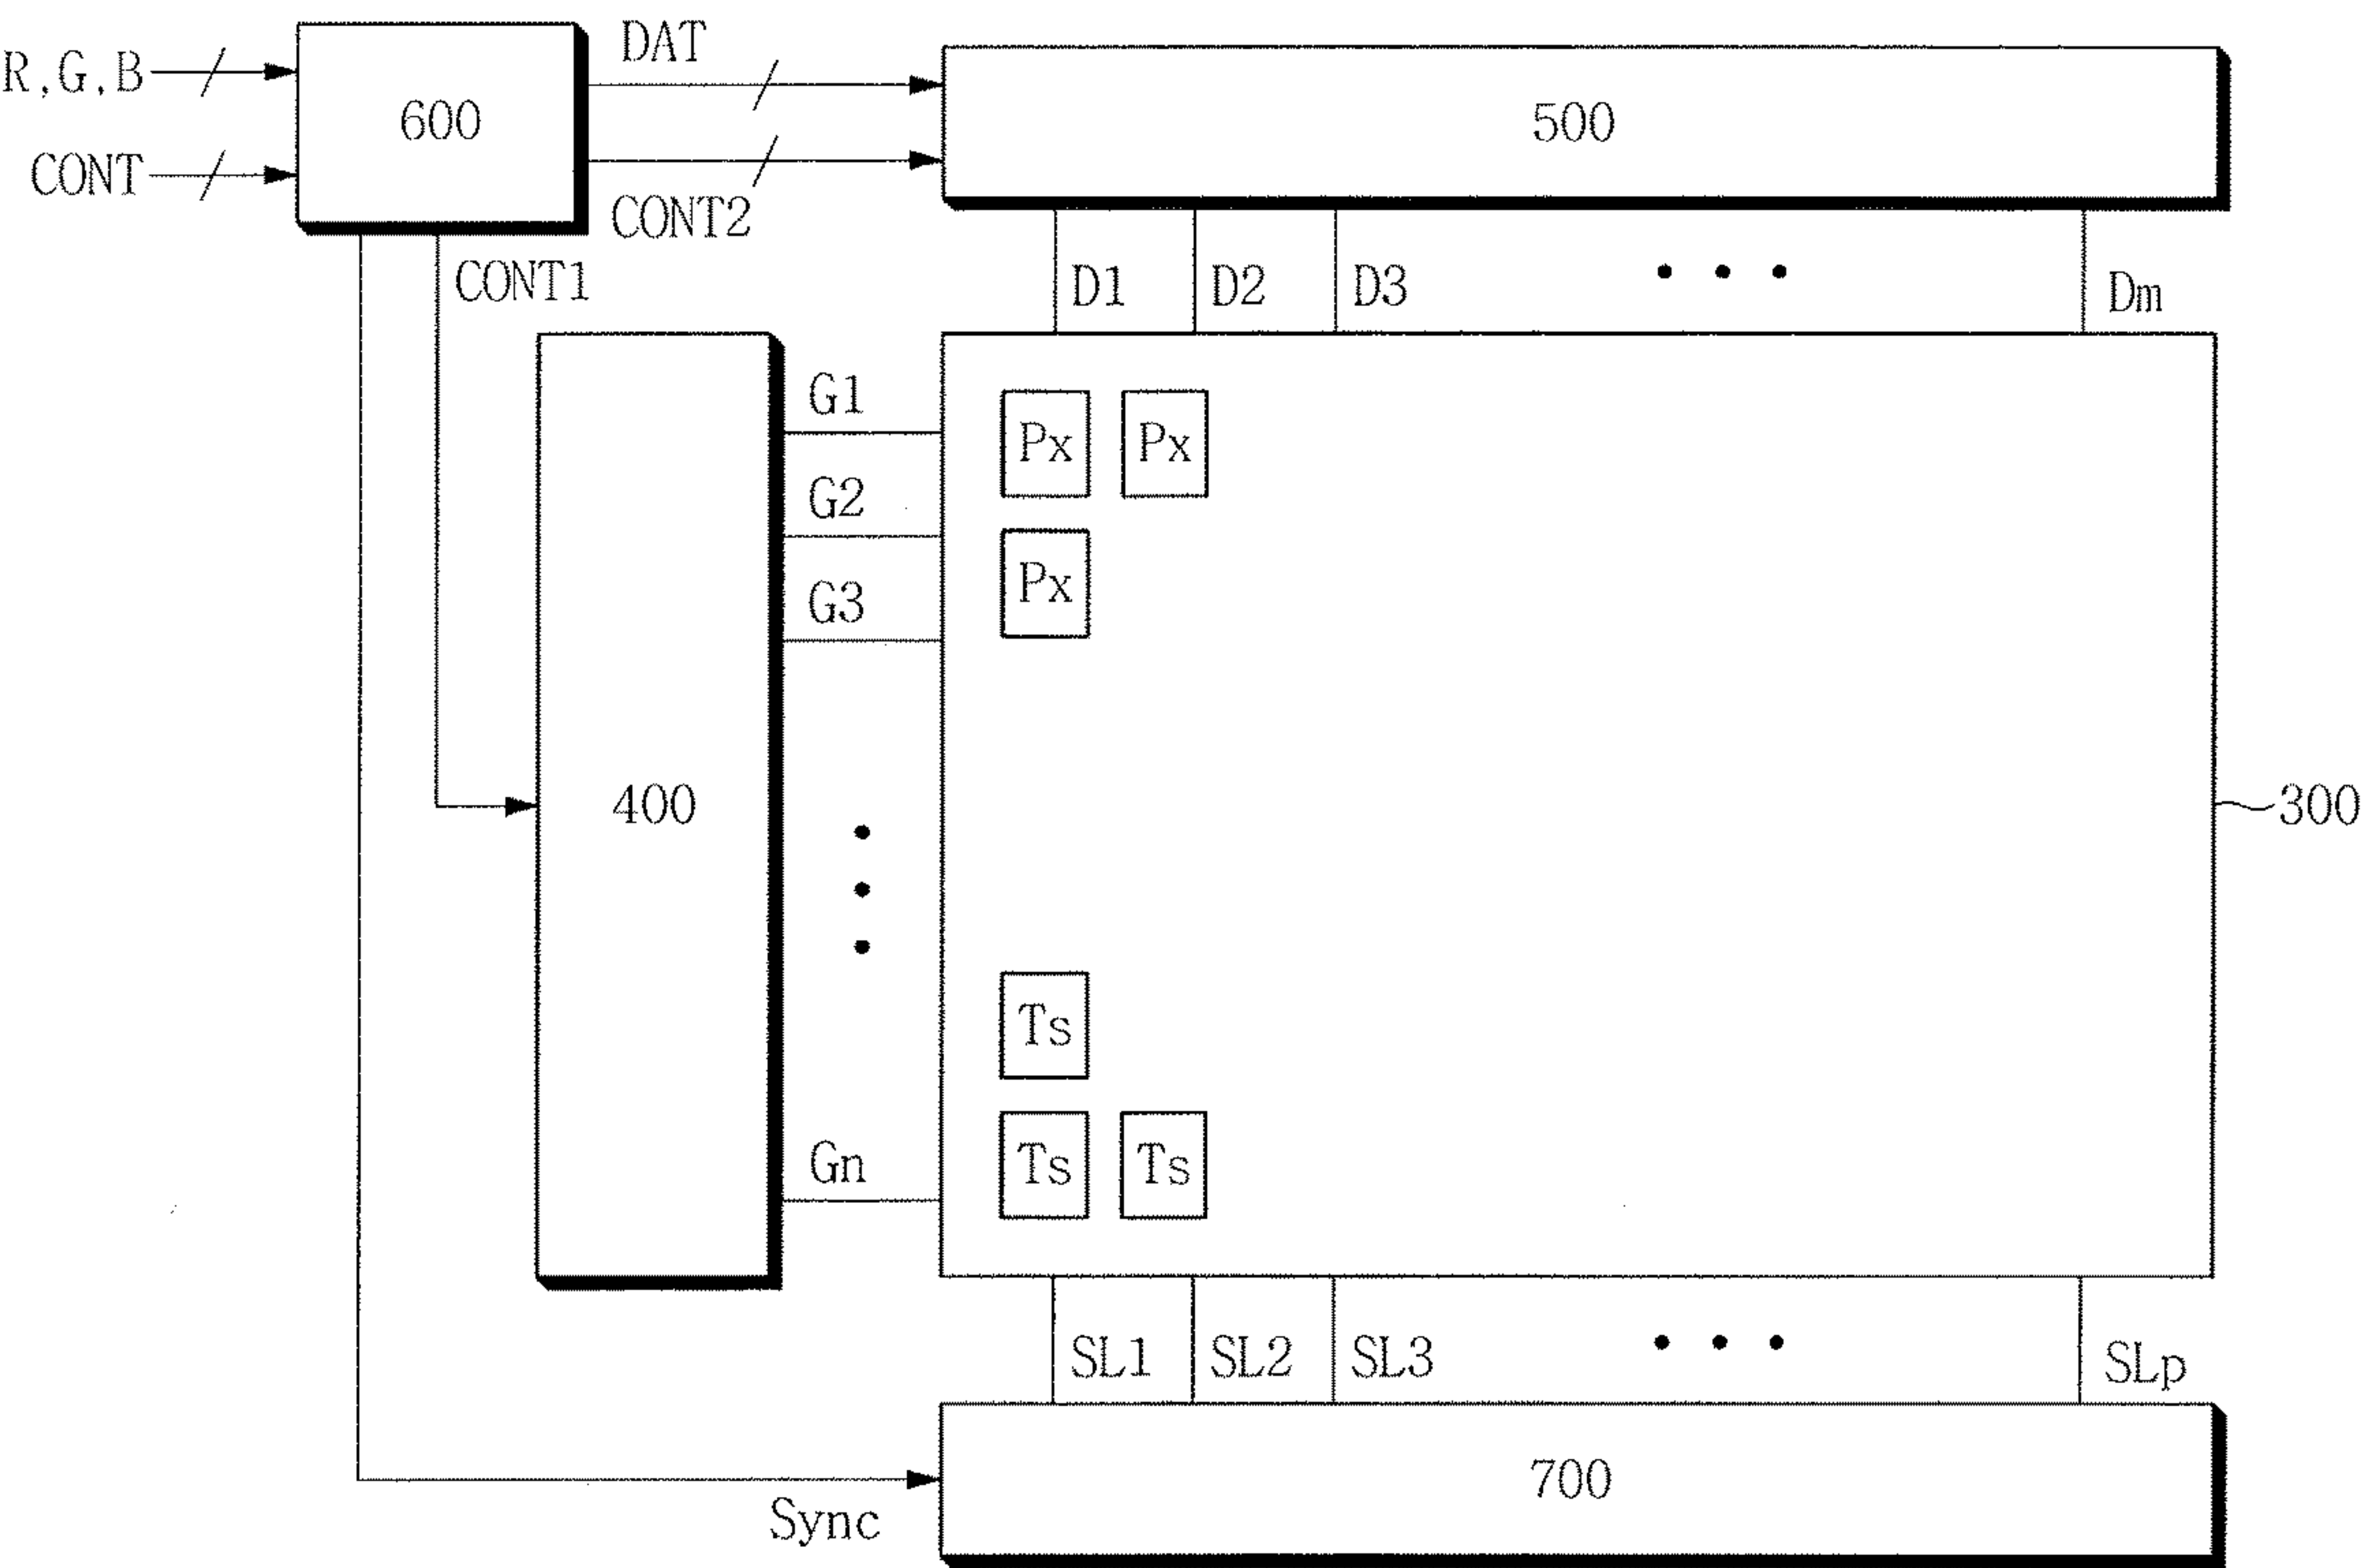 R,G,B
CONT
600
DAT
CONT2
CONT1
500
D1 D2 D3 Dm
400
G1
G2
G3
Gn
Px Px
Px
Ts
Ts Ts
300
SL1 SL2 SL3 SLp
700
Sync